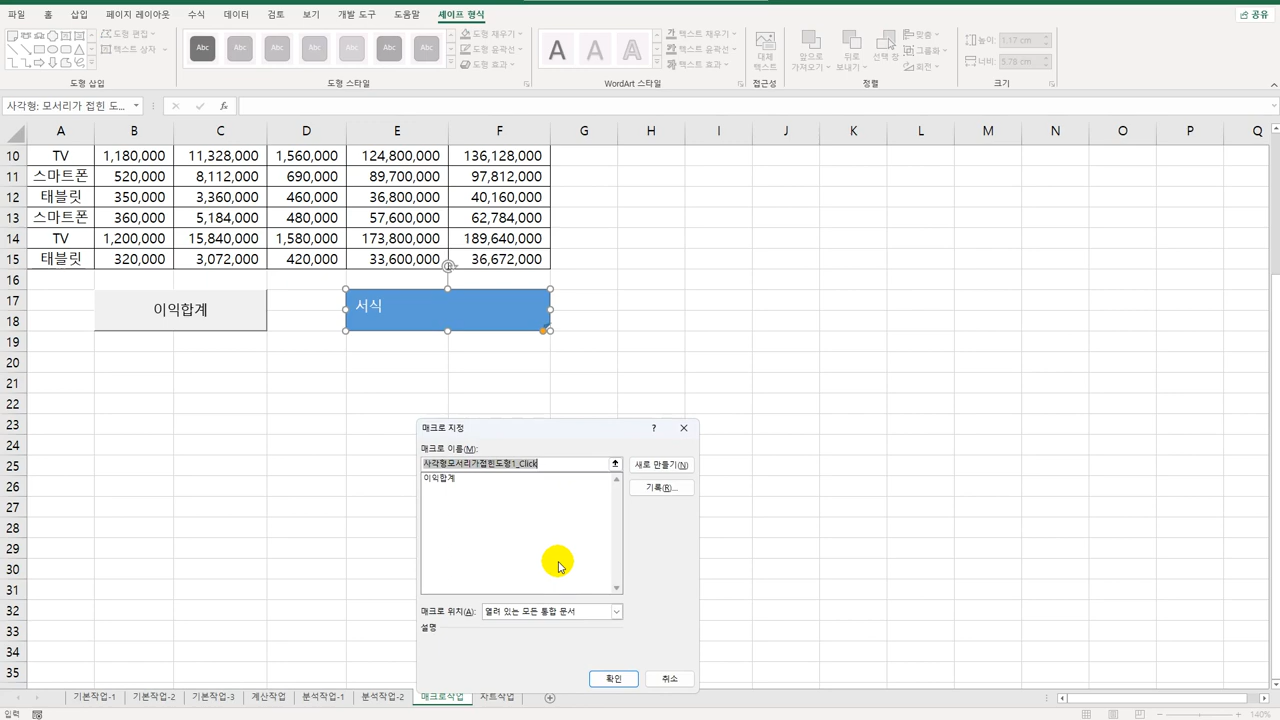 파일 홈 삽입 페이지 레이아웃 수식 데이터 검토 보기 개발 도구 도움말 셰이프 형식 공유
도형 편집 텍스트 상자
Abc Abc Abc Abc Abc Abc Abc
도형 채우기 도형 윤곽선 도형 효과
A A A
텍스트 채우기 텍스트 윤곽선 텍스트 효과
대체 텍스트
앞으로 가져오기 뒤로 보내기 선택 창
맞춤 그룹화 회전
높이: 1.17 cm
너비: 5.78 cm
도형 삽입 도형 스타일 WordArt 스타일 접근성 정렬 크기
사각형: 모서리가 접힌 도... fx
A B C D E F G H I J K L M N O P Q
10 TV 1,180,000 11,328,000 1,560,000 124,800,000 136,128,000
11 스마트폰 520,000 8,112,000 690,000 89,700,000 97,812,000
12 태블릿 350,000 3,360,000 460,000 36,800,000 40,160,000
13 스마트폰 360,000 5,184,000 480,000 57,600,000 62,784,000
14 TV 1,200,000 15,840,000 1,580,000 173,800,000 189,640,000
15 태블릿 320,000 3,072,000 420,000 33,600,000 36,672,000
16
17
이익합계 서식
18
19
20
21
22
23
24
25
26
27
28
29
30
31
32
33
34
35
매크로 지정 ?
매크로 이름(M):
사각형모서리가접힌도형1_Click 새로 만들기(N)
이익합계
기록(R)...
매크로 위치(A): 열려 있는 모든 통합 문서
설명
확인 취소
기본작업-1 기본작업-2 기본작업-3 계산작업 분석작업-1 분석작업-2 매크로작업 차트작업
입력 140%